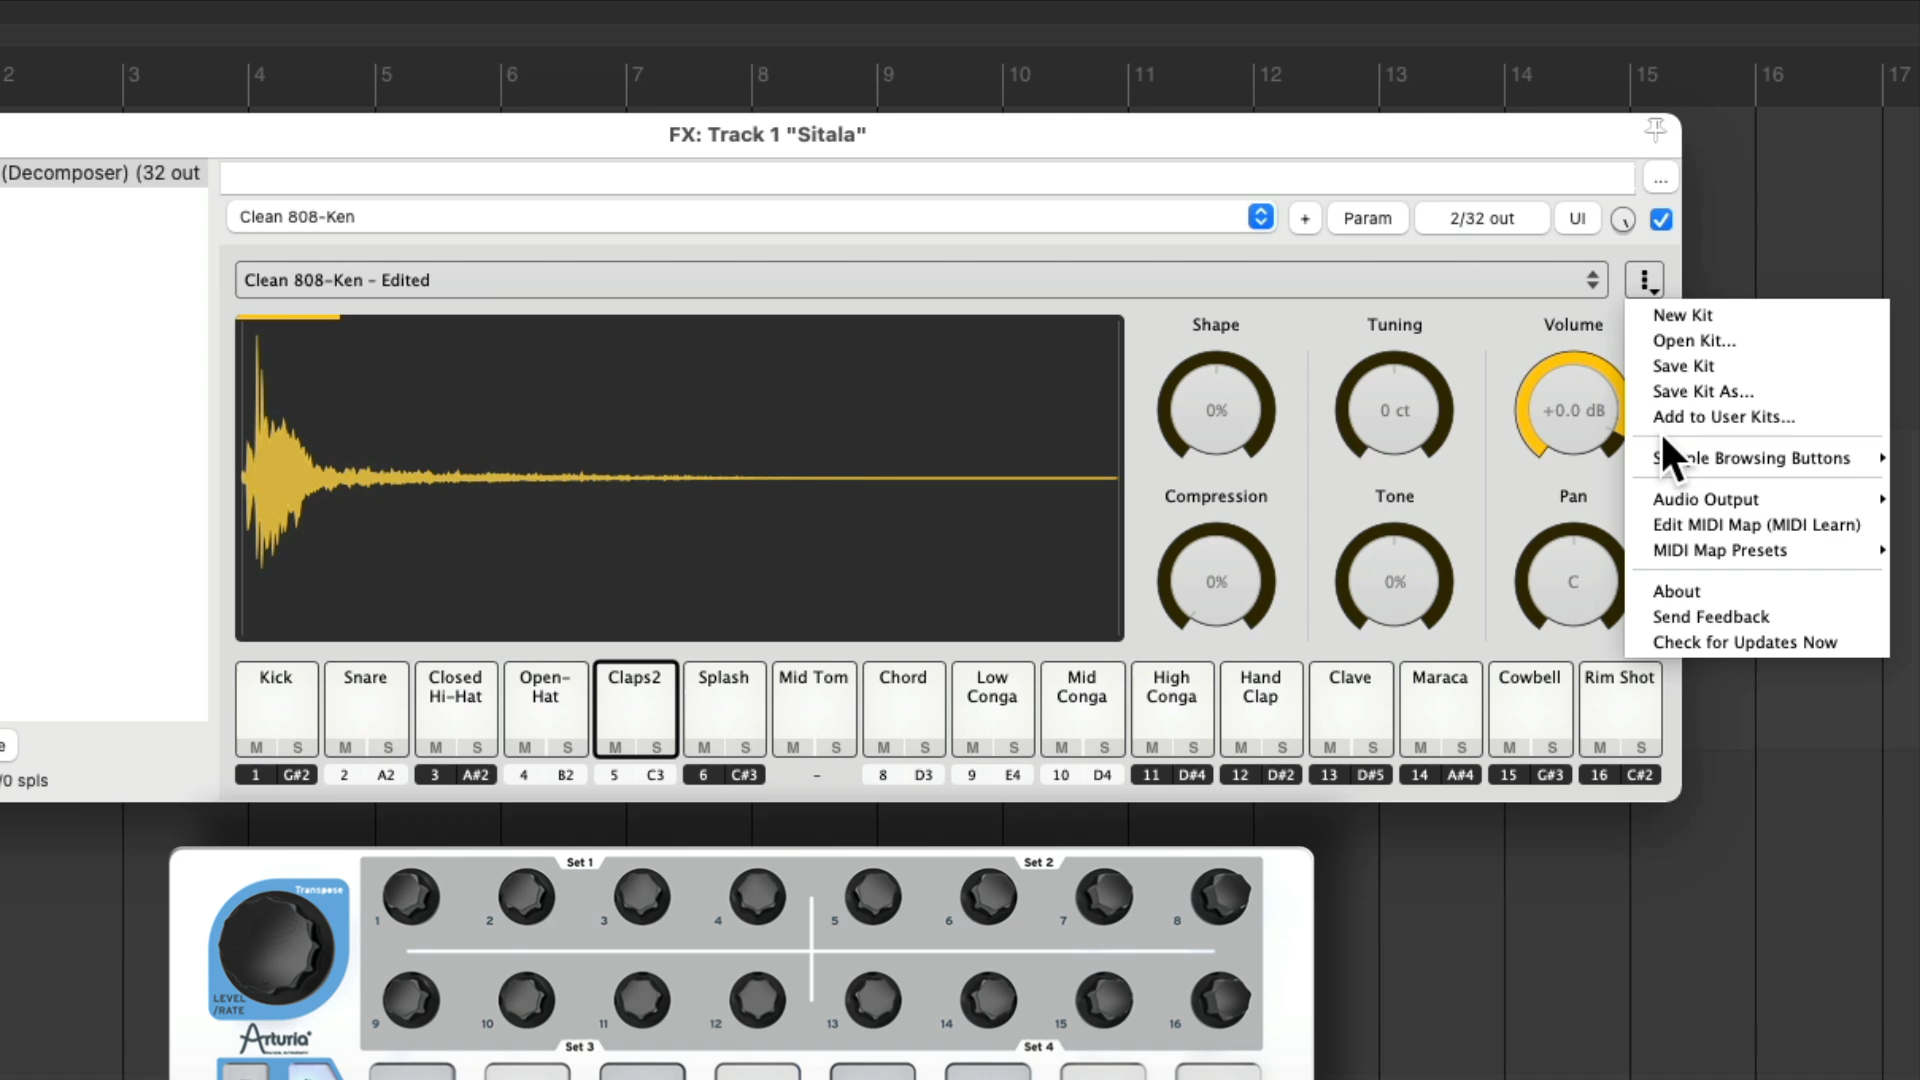 2 3 4 5 6 7 8 9 10 11 12 13 14 15 16 17
FX: Track 1 "Sitala"
(Decomposer) (32 out
...
Clean 808-Ken
+ Param 2/32 out UI
Clean 808-Ken - Edited
Shape Tuning Volume
0% 0 ct +0.0 dB
Compression Tone Pan
0% 0% C
New Kit
Open Kit...
Save Kit
Save Kit As...
Add to User Kits...
Browsing Buttons
Audio Output
Edit MIDI Map (MIDI Learn)
MIDI Map Presets
About
Send Feedback
Check for Updates Now
Kick Snare Closed Open- Claps2 Splash Mid Tom Chord Low Mid High Hand Clave Maraca Cowbell Rim Shot
Hi-Hat Hat Conga Conga Conga Clap
M S M S M S M S M S M S M S M S M S M S M S M S M S M S M S M S
e
1 G#2 2 A2 3 A#2 4 B2 5 C3 6 C#3 - 8 D3 9 E4 10 D4 11 D#4 12 D#2 13 D#5 14 A#4 15 G#3 16 C#2
/0 spls
Set 1 Set 2
Transpose
1 2 3 4 5 6 7 8
LEVEL
/RATE
9 10 11 12 13 14 15 16
Arturia
Set 3 Set 4